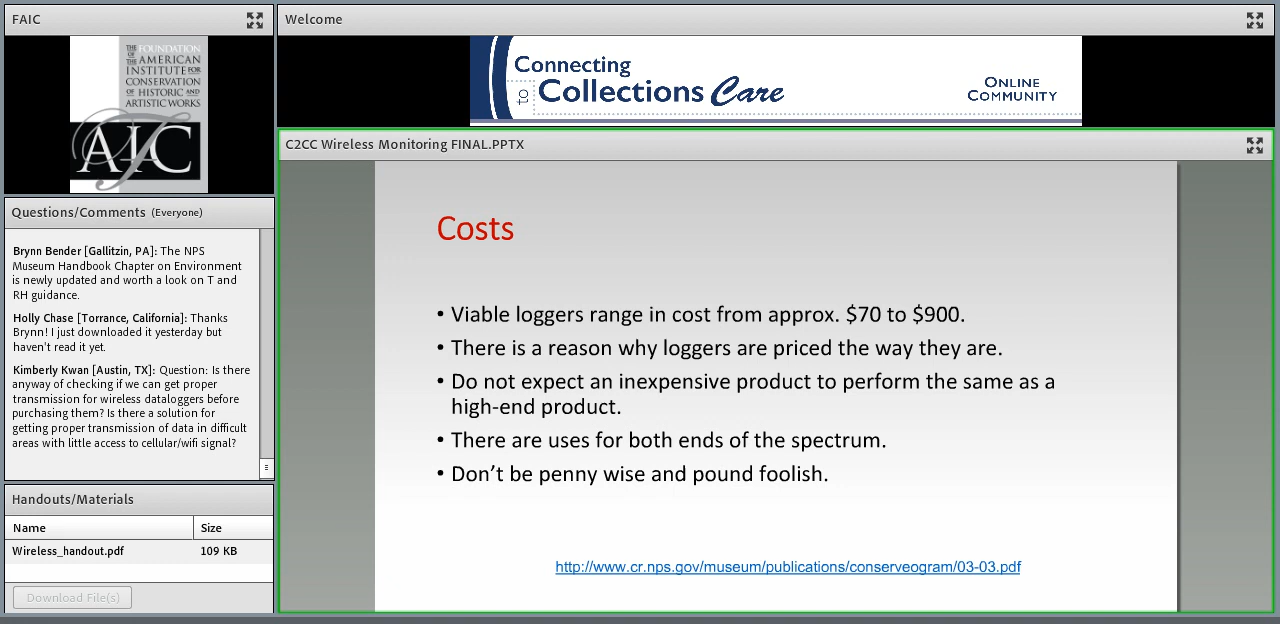 FAIC
THE FOUNDATION
OF THE AMERICAN
INSTITUTE FOR
CONSERVATION
OF HISTORIC AND
ARTISTIC WORKS
AIC
Questions/Comments (Everyone)
Brynn Bender [Gallitzin, PA]: The NPS
Museum Handbook Chapter on Environment
is newly updated and worth a look on T and
RH guidance.
Holly Chase [Torrance, California]: Thanks
Brynn! I just downloaded it yesterday but
haven't read it yet.
Kimberly Kwan [Austin, TX]: Question: Is there
anyway of checking if we can get proper
transmission for wireless dataloggers before
purchasing them? Is there a solution for
getting proper transmission of data in difficult
areas with little access to cellular/wifi signal?
Handouts/Materials
Name Size
Wireless_handout.pdf 109 KB
Download File(s)
Welcome
Connecting
to Collections Care
ONLINE
COMMUNITY
C2CC Wireless Monitoring FINAL.PPTX
Costs
• Viable loggers range in cost from approx. $70 to $900.
• There is a reason why loggers are priced the way they are.
• Do not expect an inexpensive product to perform the same as a
high-end product.
• There are uses for both ends of the spectrum.
• Don't be penny wise and pound foolish.
http://www.cr.nps.gov/museum/publications/conserveogram/03-03.pdf